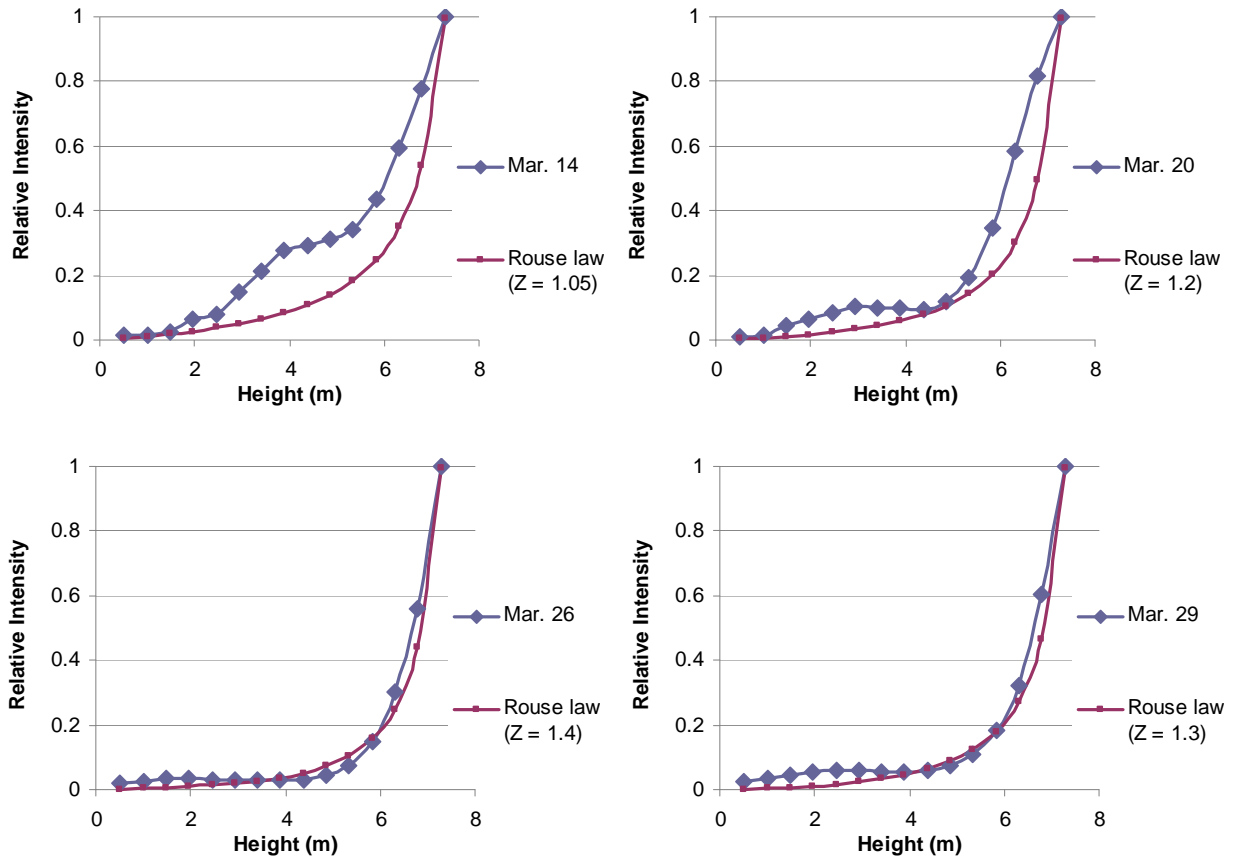 1
0.8
0.6
0.4
0.2
0
0 2 4 6 8
Relative Intensity
Height (m)
Mar. 14
Rouse law
(Z = 1.05)
1
0.8
0.6
0.4
0.2
0
0 2 4 6 8
Relative Intensity
Height (m)
Mar. 20
Rouse law
(Z = 1.2)
1
0.8
0.6
0.4
0.2
0
0 2 4 6 8
Relative Intensity
Height (m)
Mar. 26
Rouse law
(Z = 1.4)
1
0.8
0.6
0.4
0.2
0
0 2 4 6 8
Relative Intensity
Height (m)
Mar. 29
Rouse law
(Z = 1.3)